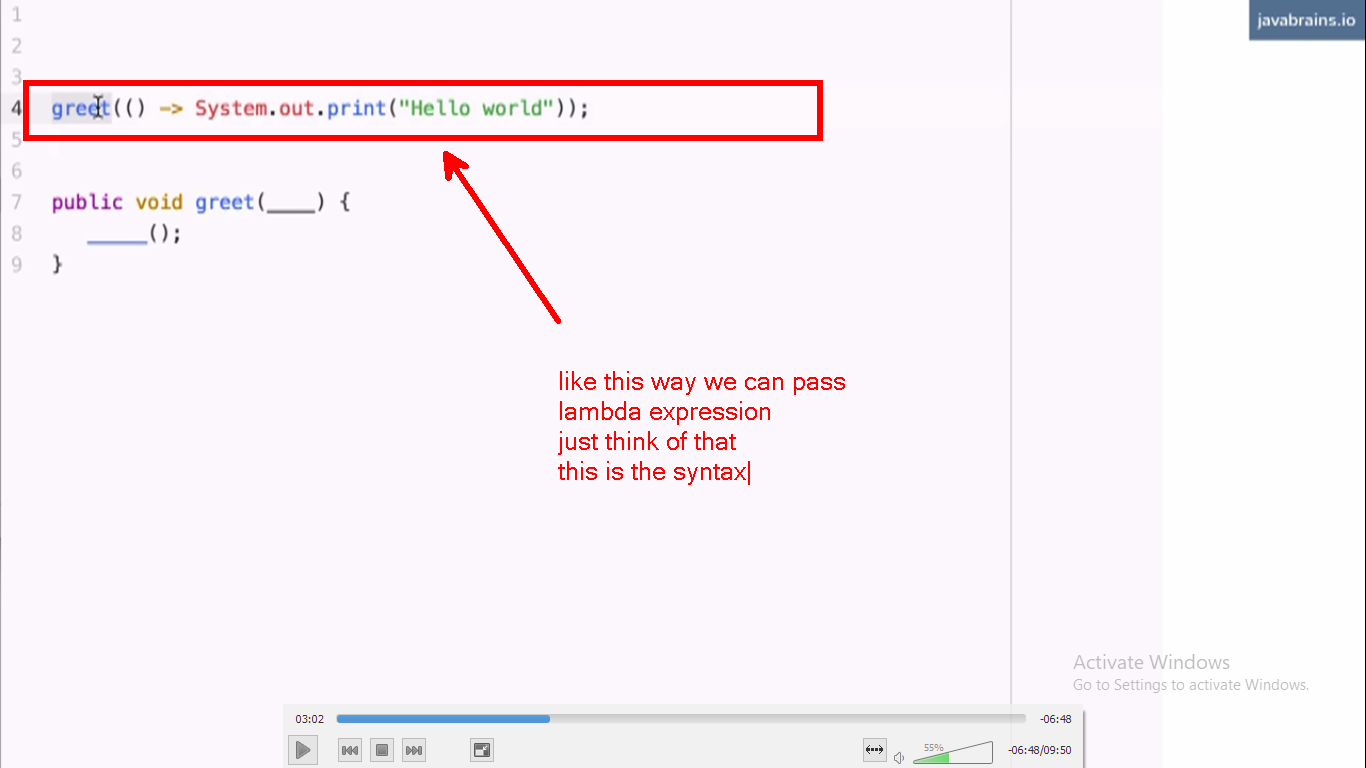 javabrains.io
1
2
3
4 greet(() -> System.out.print("Hello world"));
5
6
7 public void greet(____) {
8 _____();
9 }
like this way we can pass
lambda expression
just think of that
this is the syntax
Activate Windows
Go to Settings to activate Windows.
03:02 -06:48
55% -06:48/09:50